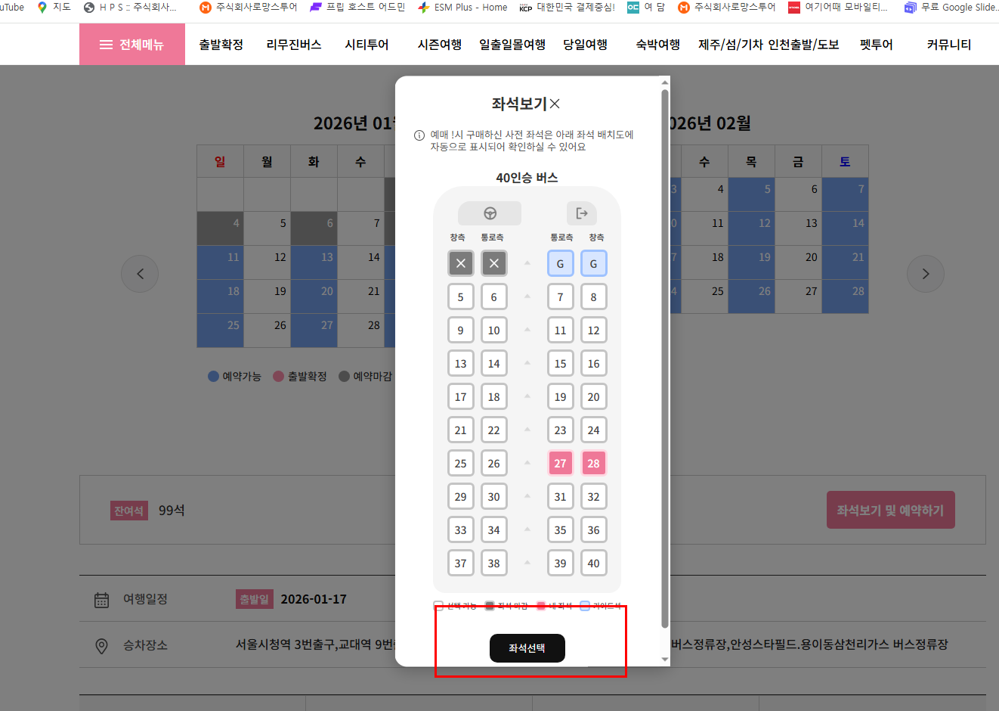 uTube 지도 H P S :: 주식회사... 주식회사로망스투어 프립 호스트 어드민 ESM Plus - Home KCP 대한민국 결제중심! OC 여 담 주식회사로망스투어 여기어때 모바일티... 무료 Google Slide...
전체메뉴 출발확정 리무진버스 시티투어 시즌여행 일출일몰여행 당일여행 숙박여행 제주/섬/기차 인천출발/도보 펫투어 커뮤니티
좌석보기
2026년 01 026년 02월
예매 !시 구매하신 사전 좌석은 아래 좌석 배치도에
자동으로 표시되어 확인하실 수 있어요
일 월 화 수 수 목 금 토
40인승 버스
3 4 5 6 7
4 5 6 7 0 11 12 13 14
창측 통로측 통로측 창측
11 12 13 14 7 18 19 20 21
G G
18 19 20 21 4 25 26 27 28
5 6 7 8
25 26 27 28
9 10 11 12
13 14 15 16
예약가능 출발확정 예약마감
17 18 19 20
21 22 23 24
25 26 27 28
29 30 31 32
잔여석 99석 좌석보기 및 예약하기
33 34 35 36
37 38 39 40
여행일정 출발일 2026-01-17
선택 가능 좌석 마감 내 좌석 가이드석
승차장소 서울시청역 3번출구,교대역 9번 버스정류장,안성스타필드.용이동삼천리가스 버스정류장
좌석선택